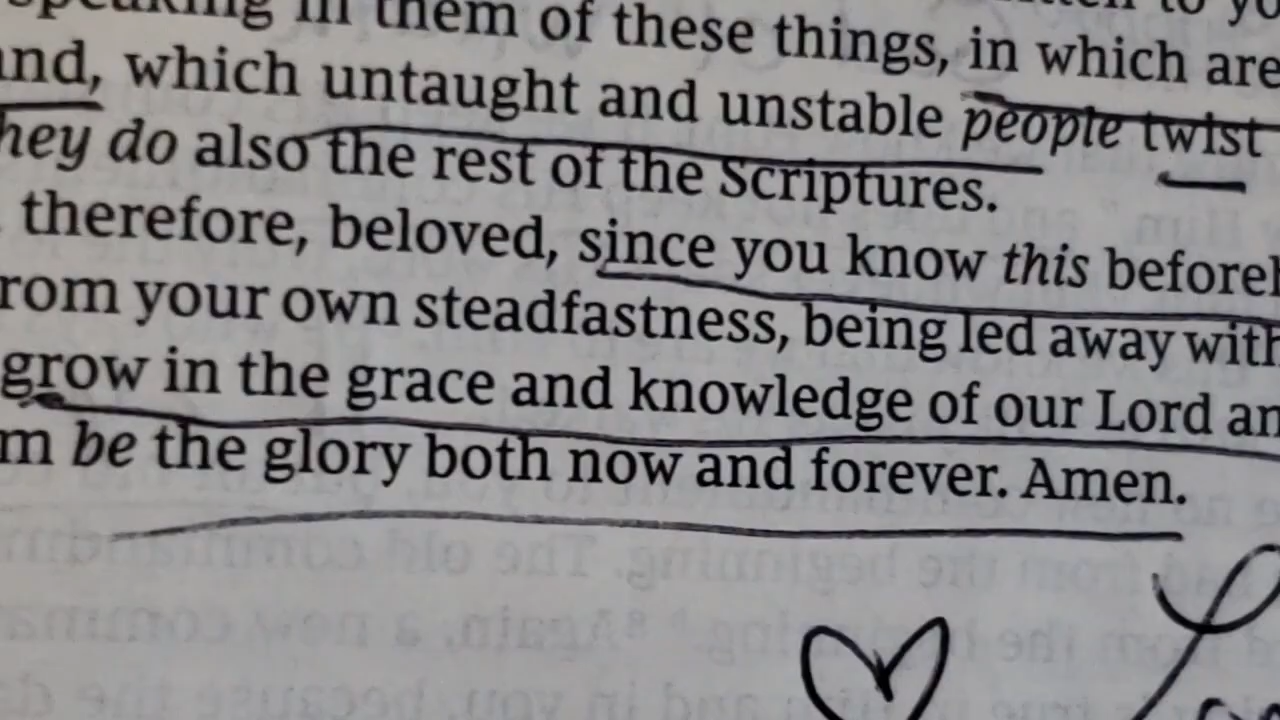 speaking in them of these things, in which are
and, which untaught and unstable people twist
hey do also the rest of the Scriptures.
therefore, beloved, since you know this beforeh
rom your own steadfastness, being led away with
grow in the grace and knowledge of our Lord an
m be the glory both now and forever. Amen.